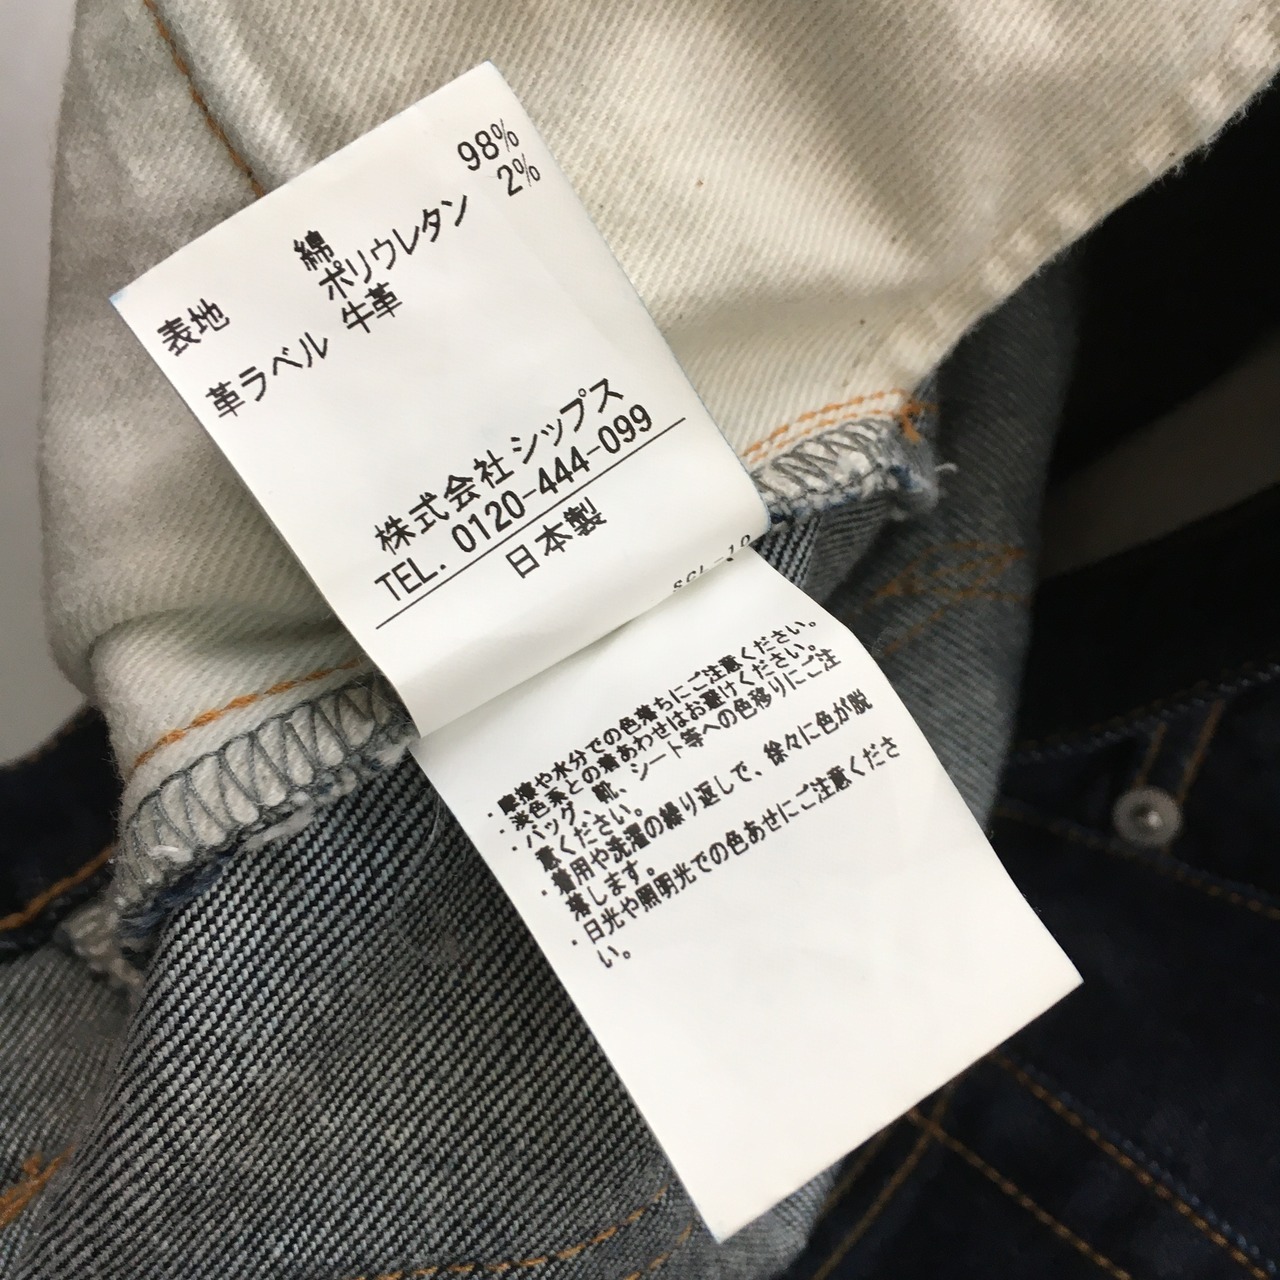 表地 綿 98%
ポリウレタン 2%
革ラベル 牛革
株式会社シップス
TEL. 0120-444-099
日本製
・摩擦や水分での色落ちにご注意ください。
・淡色系との着あわせはお避けください。
・バッグ、靴、シート等への色移りにご注
意ください。
・着用や洗濯の繰り返しで、徐々に色が脱
落します。
・日光や照明光での色あせにご注意くださ
い。